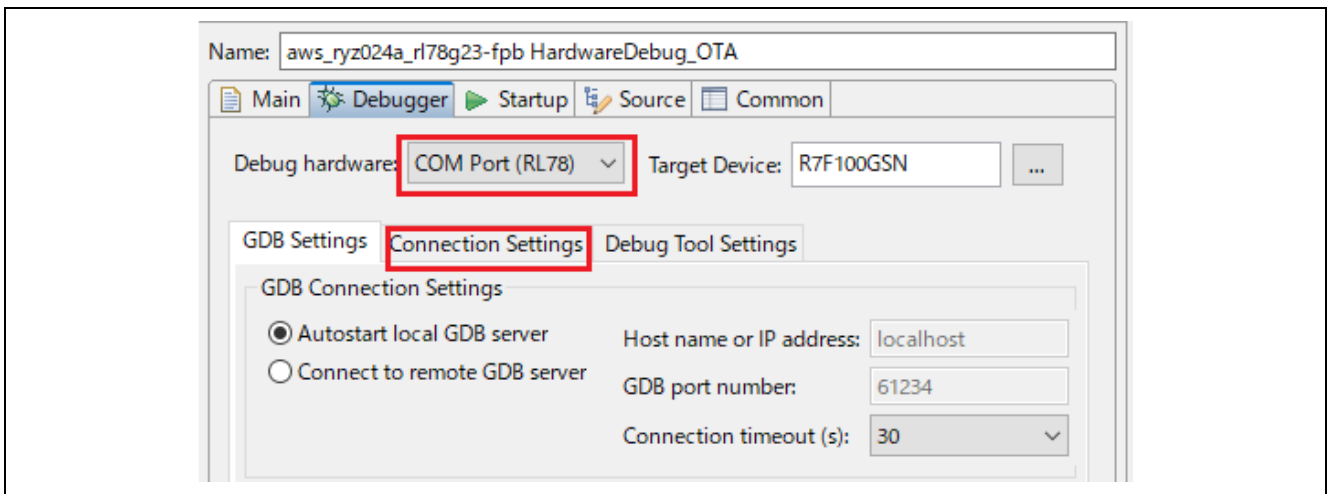 Name: aws_ryz024a_rl78g23-fpb HardwareDebug_OTA
Main Debugger Startup Source Common
Debug hardware: COM Port (RL78) Target Device: R7F100GSN ...
GDB Settings Connection Settings Debug Tool Settings
GDB Connection Settings
Autostart local GDB server Host name or IP address: localhost
Connect to remote GDB server GDB port number: 61234
Connection timeout (s): 30